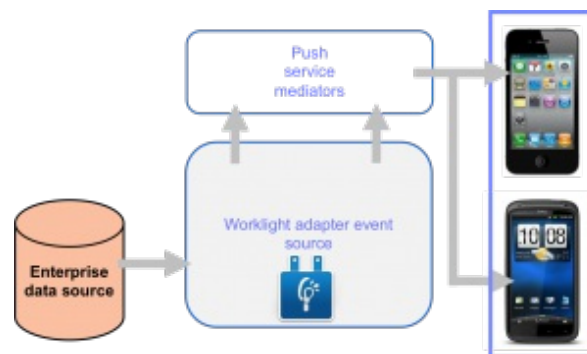 Push
service
mediators
Worklight adapter event
source
Enterprise
data source
10 08